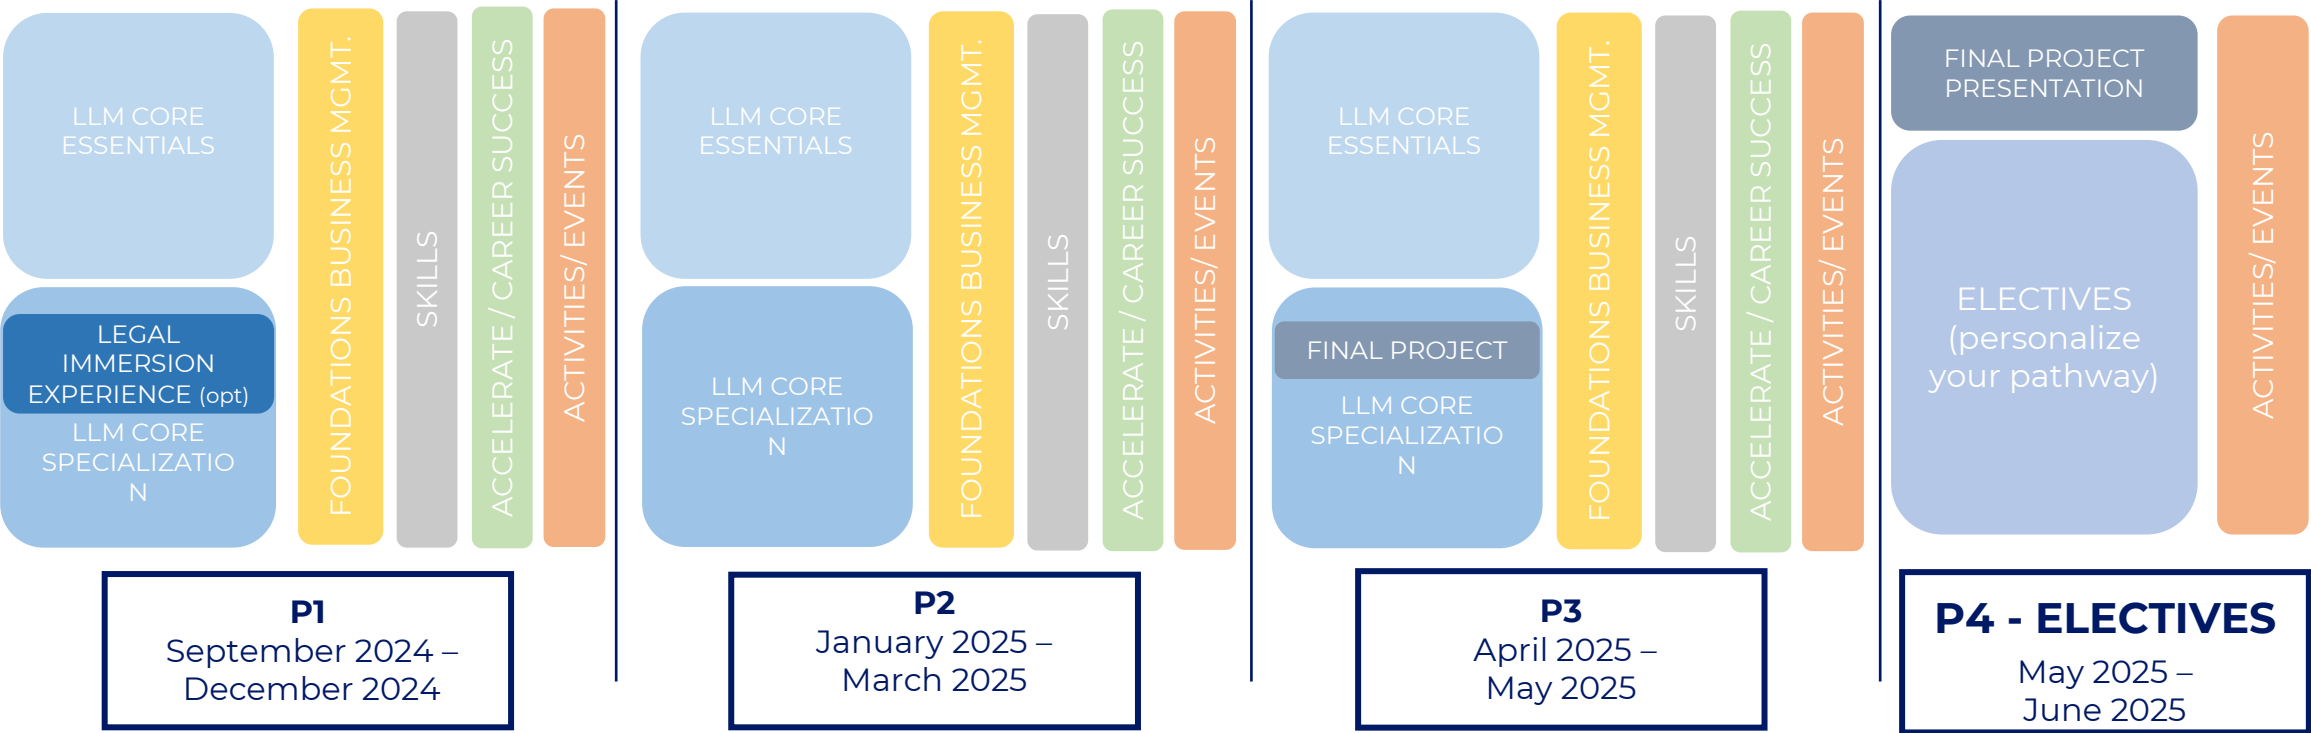 LLM CORE
ESSENTIALS
LEGAL
IMMERSION
EXPERIENCE (opt)
LLM CORE
SPECIALIZATIO
N
FOUNDATIONS BUSINESS MGMT.
SKILLS
ACCELERATE / CAREER SUCCESS
ACTIVITIES/ EVENTS
P1
September 2024 –
December 2024
LLM CORE
ESSENTIALS
LLM CORE
SPECIALIZATIO
N
FOUNDATIONS BUSINESS MGMT.
SKILLS
ACCELERATE / CAREER SUCCESS
ACTIVITIES/ EVENTS
P2
January 2025 –
March 2025
LLM CORE
ESSENTIALS
FINAL PROJECT
LLM CORE
SPECIALIZATIO
N
FOUNDATIONS BUSINESS MGMT.
SKILLS
ACCELERATE / CAREER SUCCESS
ACTIVITIES/ EVENTS
P3
April 2025 –
May 2025
FINAL PROJECT
PRESENTATION
ELECTIVES
(personalize
your pathway)
ACTIVITIES/ EVENTS
P4 - ELECTIVES
May 2025 –
June 2025